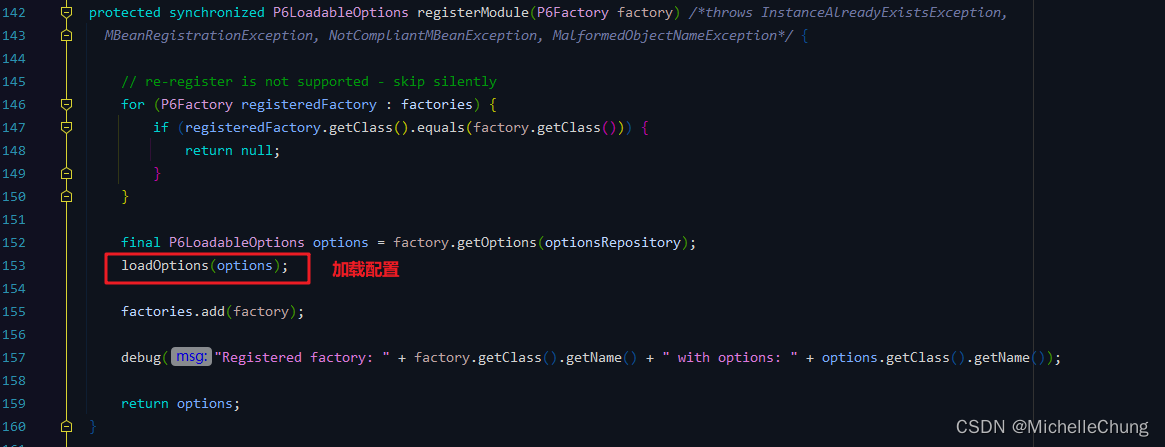 142 protected synchronized P6LoadableOptions registerModule(P6Factory factory) /*throws InstanceAlreadyExistsException,
143 MBeanRegistrationException, NotCompliantMBeanException, MalformedObjectNameException*/ {
144
145 // re-register is not supported - skip silently
146 for (P6Factory registeredFactory : factories) {
147 if (registeredFactory.getClass().equals(factory.getClass())) {
148 return null;
149 }
150 }
151
152 final P6LoadableOptions options = factory.getOptions(optionsRepository);
153 loadOptions(options); 加载配置
154
155 factories.add(factory);
156
157 debug( msg: "Registered factory: " + factory.getClass().getName() + " with options: " + options.getClass().getName());
158
159 return options;
160 }
CSDN @MichelleChung